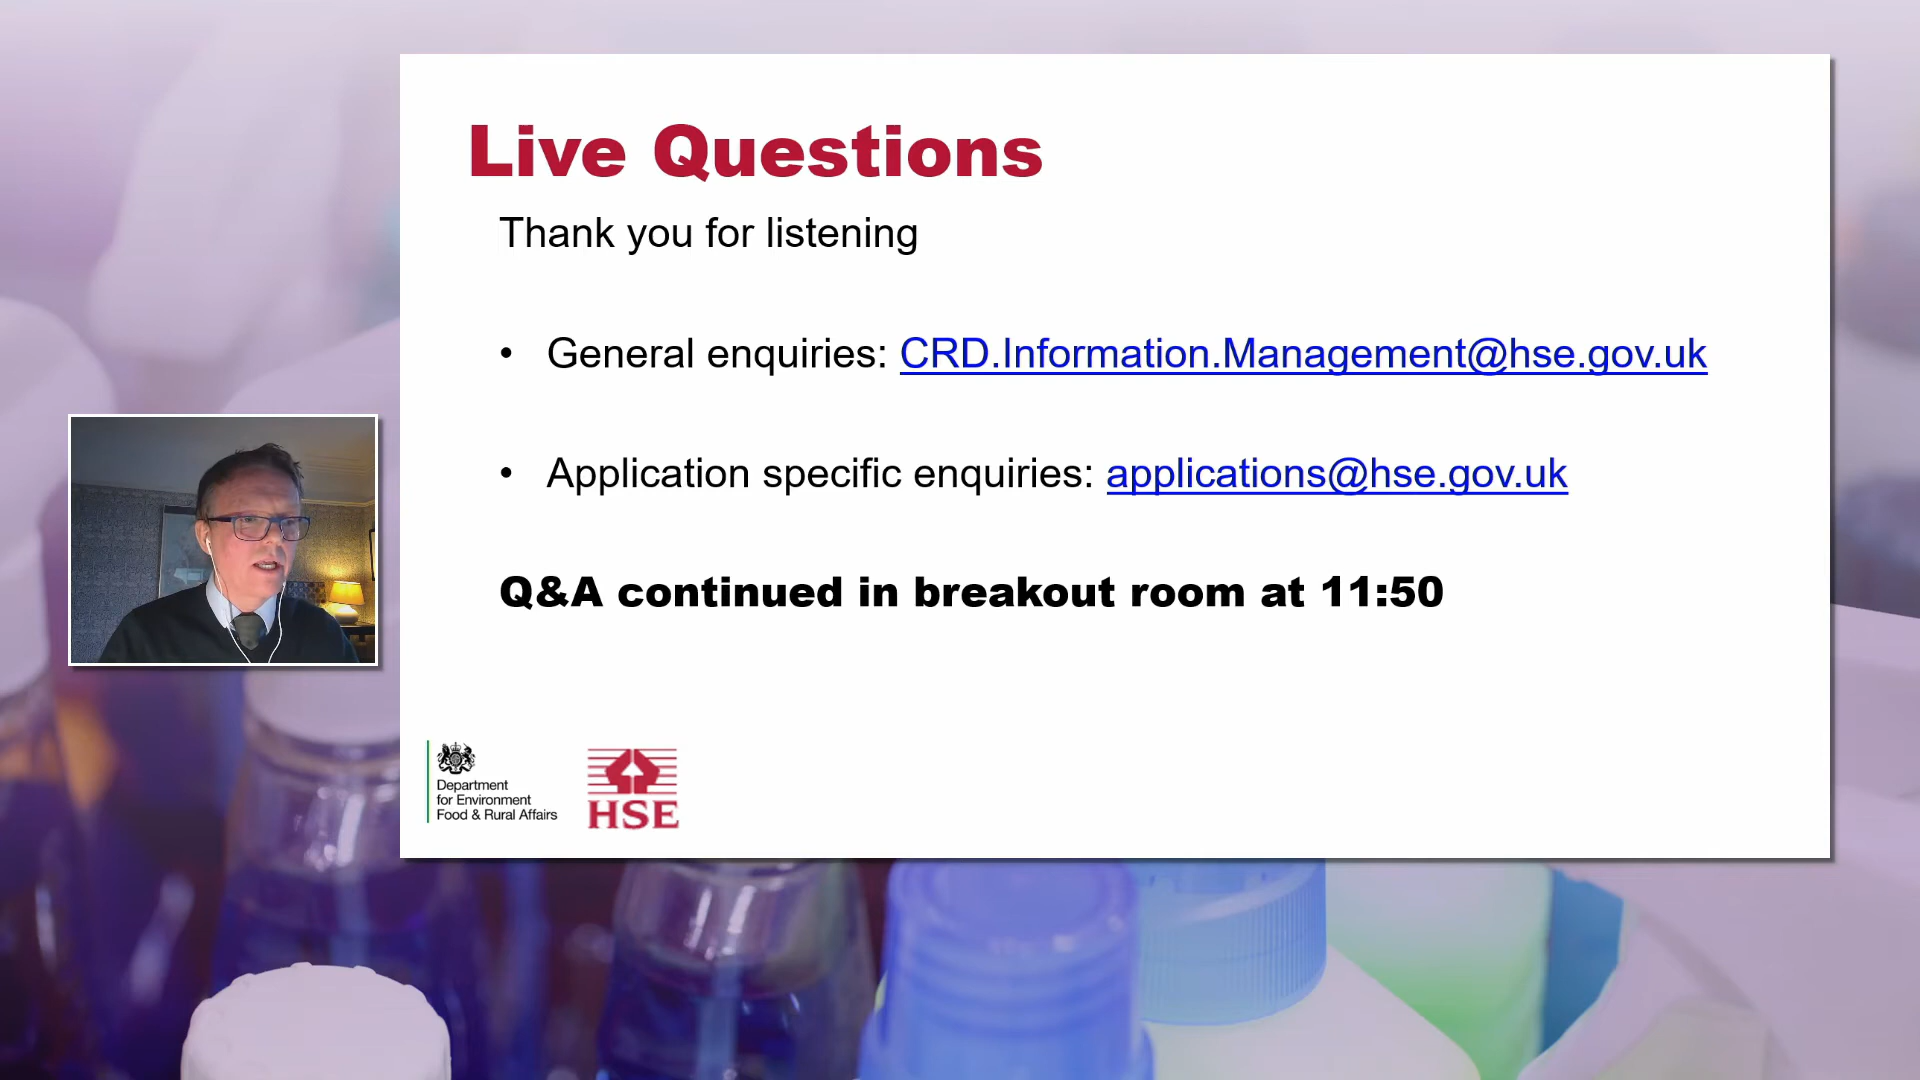 Live Questions
Thank you for listening
• General enquiries: CRD.Information.Management@hse.gov.uk
• Application specific enquiries: applications@hse.gov.uk
Q&A continued in breakout room at 11:50
Department
for Environment
Food & Rural Affairs
HSE